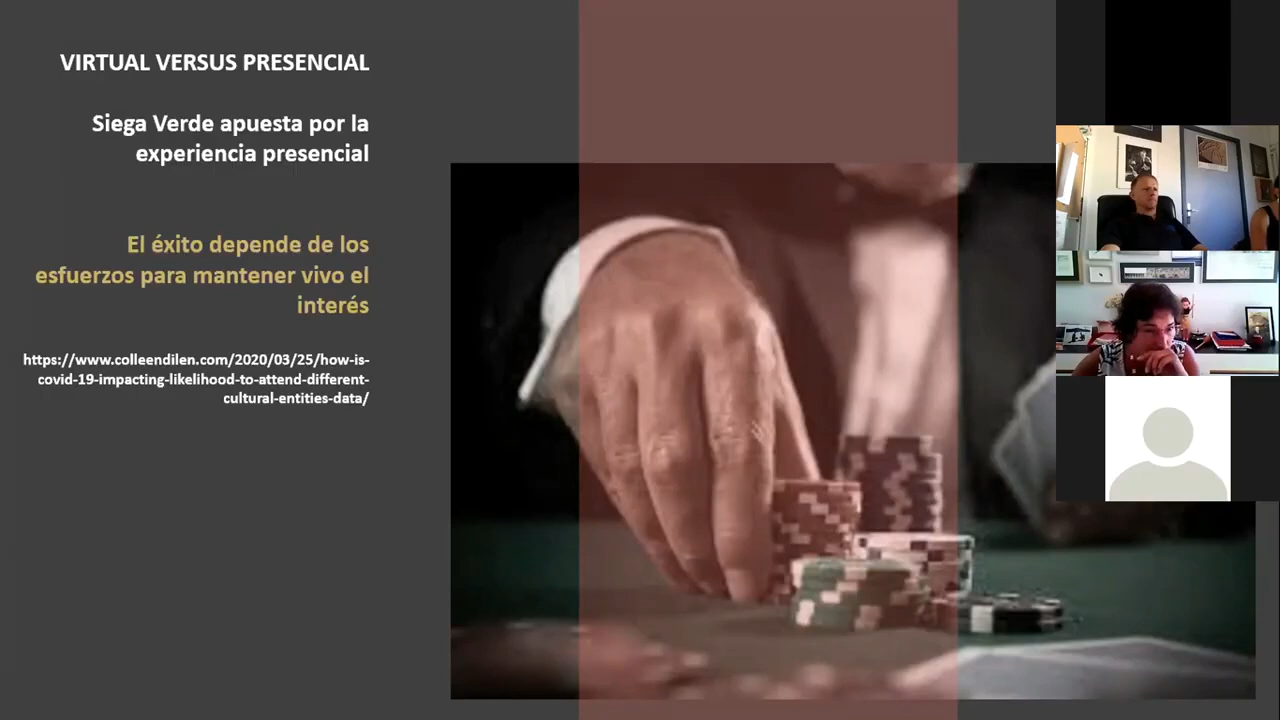 VIRTUAL VERSUS PRESENCIAL
Siega Verde apuesta por la
experiencia presencial
El éxito depende de los
esfuerzos para mantener vivo el
interés
https://www.colleendilen.com/2020/03/25/how-is-
covid-19-impacting-likelihood-to-attend-different-
cultural-entities-data/